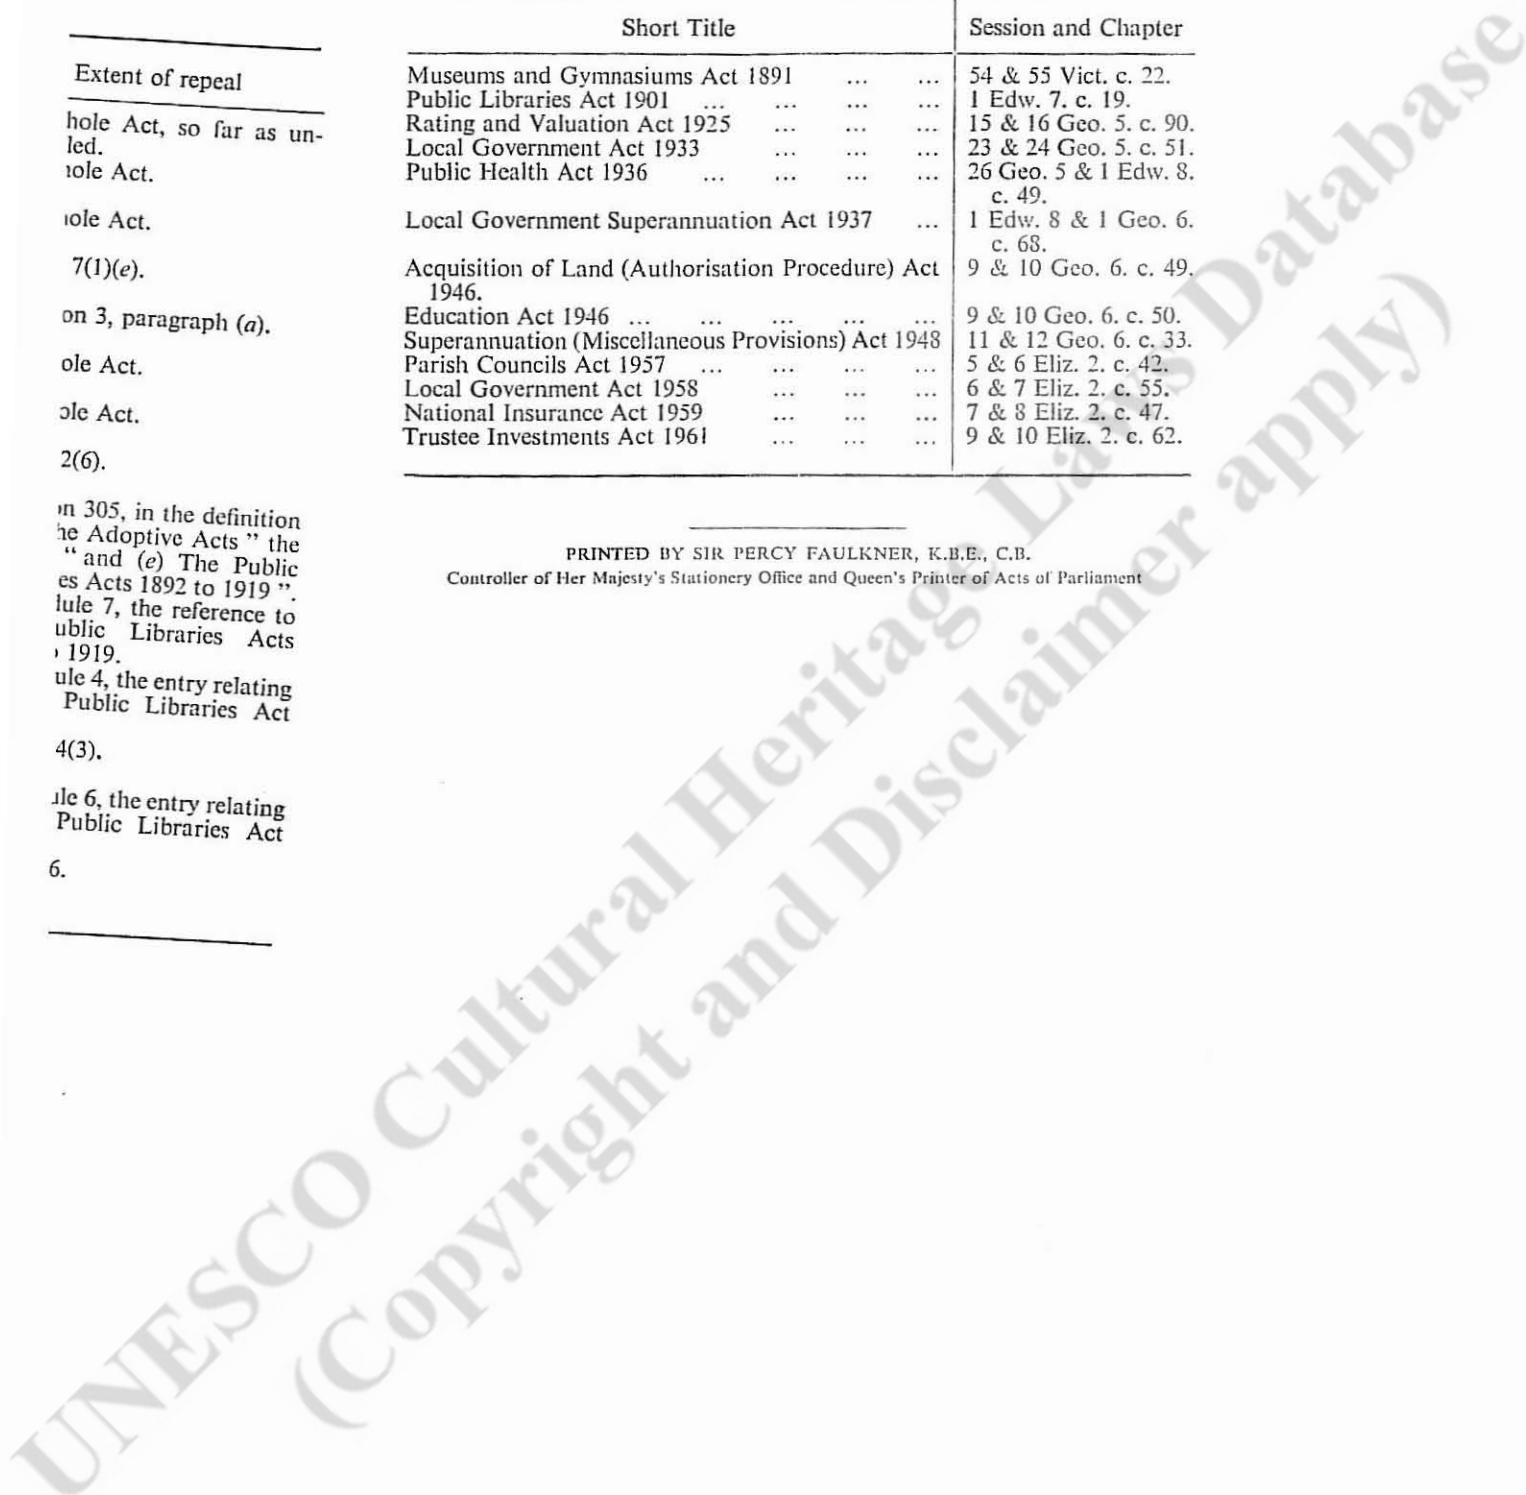 Extent of repeal
hole Act, so far as un-
led.
ole Act.
ole Act.
7(1)(e).
on 3, paragraph (a).
ole Act.
ole Act.
2(6).
n 305, in the definition
he Adoptive Acts ” the
“ and (e) The Public
es Acts 1892 to 1919 ”.
lule 7, the reference to
ublic Libraries Acts
1919.
ule 4, the entry relating
Public Libraries Act
4(3).
ule 6, the entry relating
Public Libraries Act
6.
Short Title Session and Chapter
Museums and Gymnasiums Act 1891 ... ... 54 & 55 Vict. c. 22.
Public Libraries Act 1901 ... ... ... ... 1 Edw. 7. c. 19.
Rating and Valuation Act 1925 ... ... ... 15 & 16 Geo. 5. c. 90.
Local Government Act 1933 ... ... ... 23 & 24 Geo. 5. c. 51.
Public Health Act 1936 ... ... ... ... 26 Geo. 5 & 1 Edw. 8.
c. 49.
Local Government Superannuation Act 1937 ... 1 Edw. 8 & 1 Geo. 6.
c. 68.
Acquisition of Land (Authorisation Procedure) Act 9 & 10 Geo. 6. c. 49.
1946.
Education Act 1946 ... ... ... ... ... 9 & 10 Geo. 6. c. 50.
Superannuation (Miscellaneous Provisions) Act 1948 11 & 12 Geo. 6. c. 33.
Parish Councils Act 1957 ... ... ... ... 5 & 6 Eliz. 2. c. 42.
Local Government Act 1958 ... ... ... 6 & 7 Eliz. 2. c. 55.
National Insurance Act 1959 ... ... ... 7 & 8 Eliz. 2. c. 47.
Trustee Investments Act 1961 ... ... ... 9 & 10 Eliz. 2. c. 62.
PRINTED BY SIR PERCY FAULKNER, K.B.E., C.B.
Controller of Her Majesty's Stationery Office and Queen's Printer of Acts of Parliament
UNESCO Cultural Heritage Laws Database
(Copyright and Disclaimer apply)